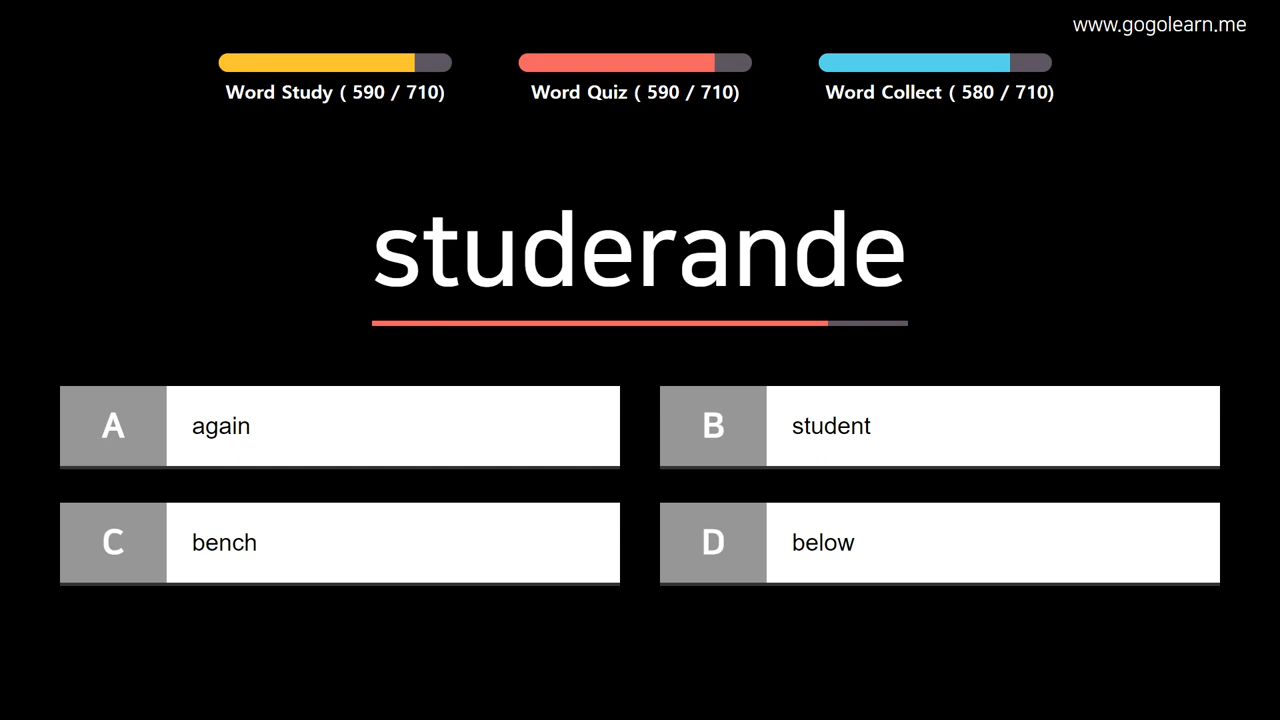 www.gogolearn.me
Word Study ( 590 / 710)
Word Quiz ( 590 / 710)
Word Collect ( 580 / 710)
studerande
A again
B student
C bench
D below